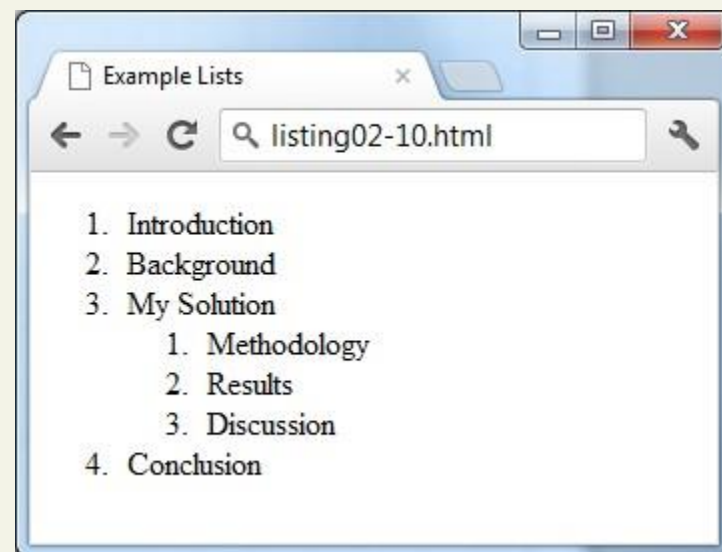 Example Lists
listing02-10.html
1. Introduction
2. Background
3. My Solution
1. Methodology
2. Results
3. Discussion
4. Conclusion